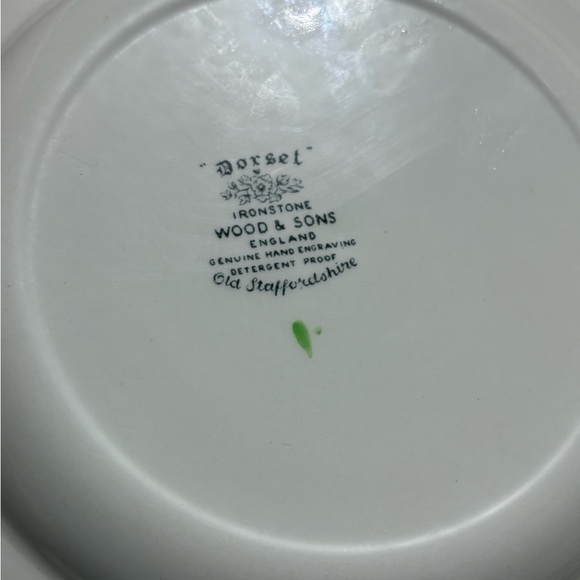 "Dorset"
IRONSTONE
WOOD & SONS
ENGLAND
GENUINE HAND ENGRAVING
DETERGENT PROOF
Old Staffordshire